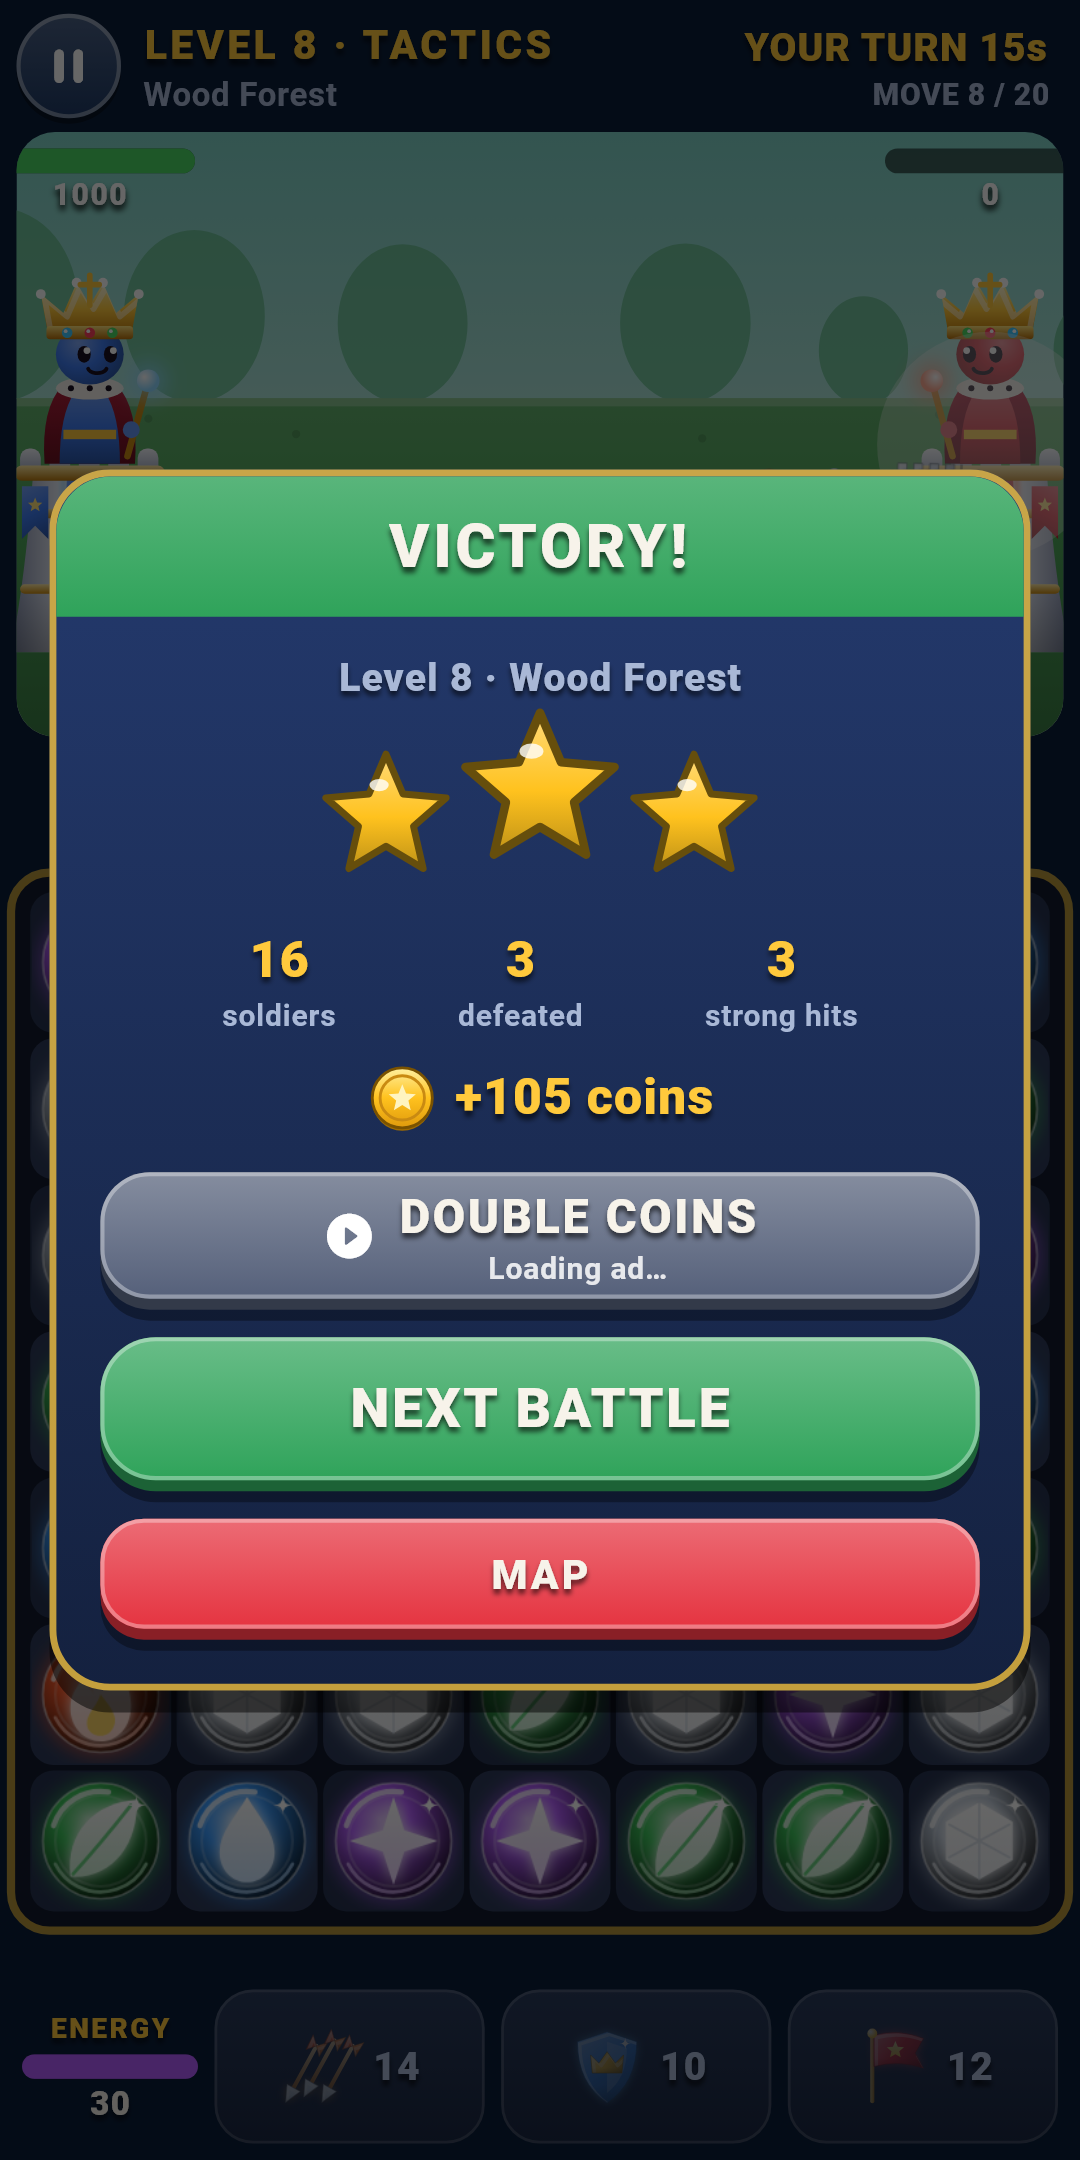 LEVEL 8 · TACTICS
YOUR TURN 15s
Wood Forest
MOVE 8 / 20
1000
0
VICTORY!
Level 8 · Wood Forest
16
3
3
soldiers
defeated
strong hits
+105 coins
DOUBLE COINS
Loading ad…
NEXT BATTLE
MAP
ENERGY
14
10
12
30